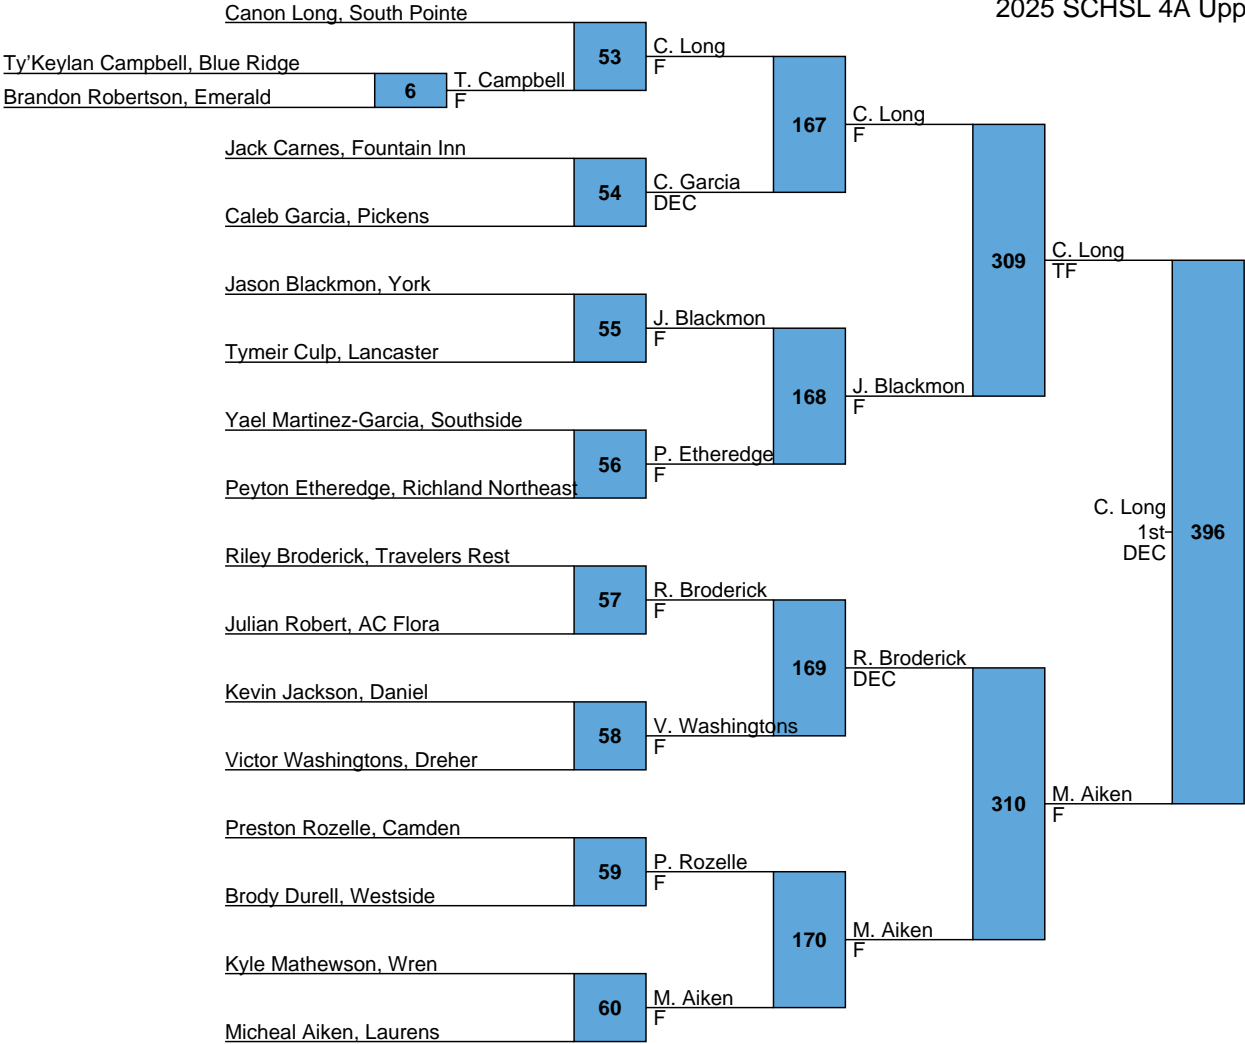 2025 SCHSL 4A Upp
Canon Long, South Pointe
53
C. Long
F
Ty'Keylan Campbell, Blue Ridge
6
T. Campbell
F
Brandon Robertson, Emerald
167
C. Long
F
Jack Carnes, Fountain Inn
54
C. Garcia
DEC
Caleb Garcia, Pickens
309
C. Long
TF
Jason Blackmon, York
55
J. Blackmon
F
Tymeir Culp, Lancaster
168
J. Blackmon
F
Yael Martinez-Garcia, Southside
56
P. Etheredge
F
Peyton Etheredge, Richland Northeast
C. Long
1st
DEC
396
Riley Broderick, Travelers Rest
57
R. Broderick
F
Julian Robert, AC Flora
169
R. Broderick
DEC
Kevin Jackson, Daniel
58
V. Washingtons
F
Victor Washingtons, Dreher
310
M. Aiken
F
Preston Rozelle, Camden
59
P. Rozelle
F
Brody Durell, Westside
170
M. Aiken
F
Kyle Mathewson, Wren
60
M. Aiken
F
Micheal Aiken, Laurens